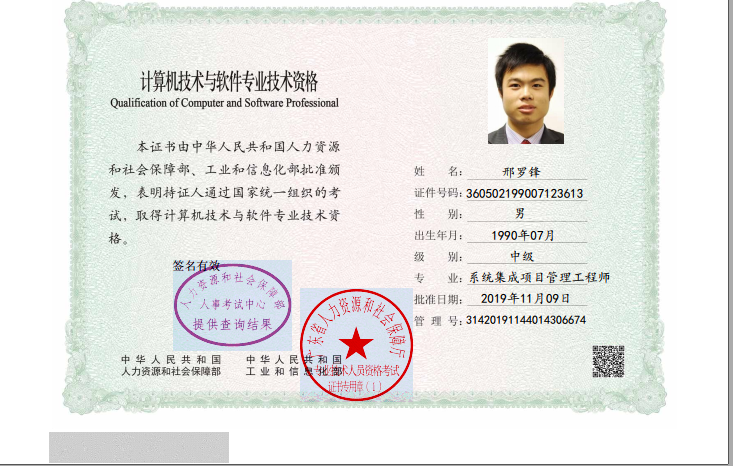 计算机技术与软件专业技术资格
Qualification of Computer and Software Professional
本证书由中华人民共和国人力资源
和社会保障部、工业和信息化部批准颁
发，表明持证人通过国家统一组织的考
试，取得计算机技术与软件专业技术资
格。
签名有效
人力资源和社会保障部
人事考试中心
提供查询结果
中华人民共和国
人力资源和社会保障部
中华人民共和国
工业和信息化部
广东省人力资源和社会保障厅
专业技术人员资格考试
证书专用章（1）
姓 名：邢罗锋
证件号码：360502199007123613
性 别：男
出生年月：1990年07月
级 别：中级
专 业：系统集成项目管理工程师
批准日期：2019年11月09日
管 理 号：31420191144014306674